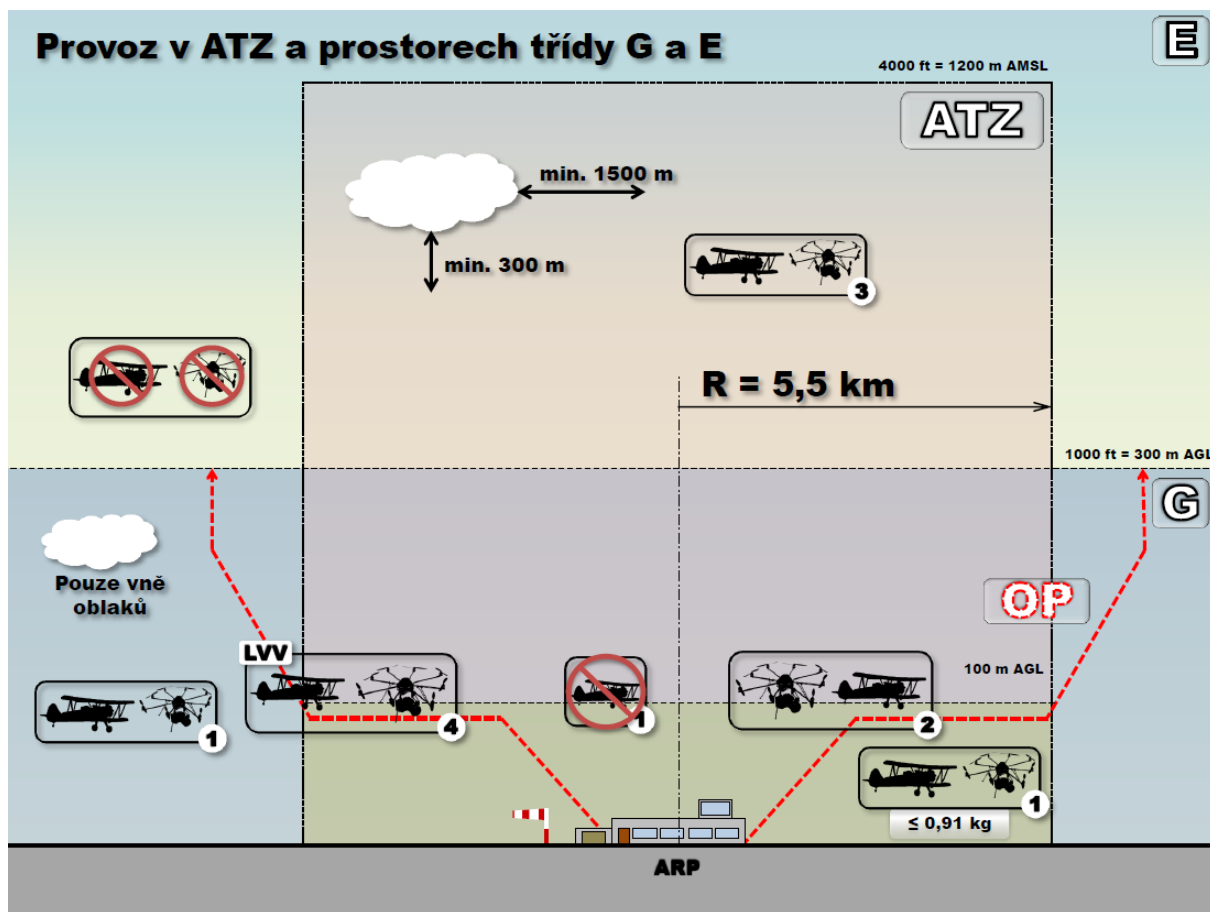 Provoz v ATZ a prostorech třídy G a E
E
4000 ft = 1200 m AMSL
ATZ
min. 1500 m
min. 300 m
3
R = 5,5 km
1000 ft = 300 m AGL
G
Pouze vně
oblaků
OP
LVV
100 m AGL
1
4
1
2
1
≤ 0,91 kg
ARP